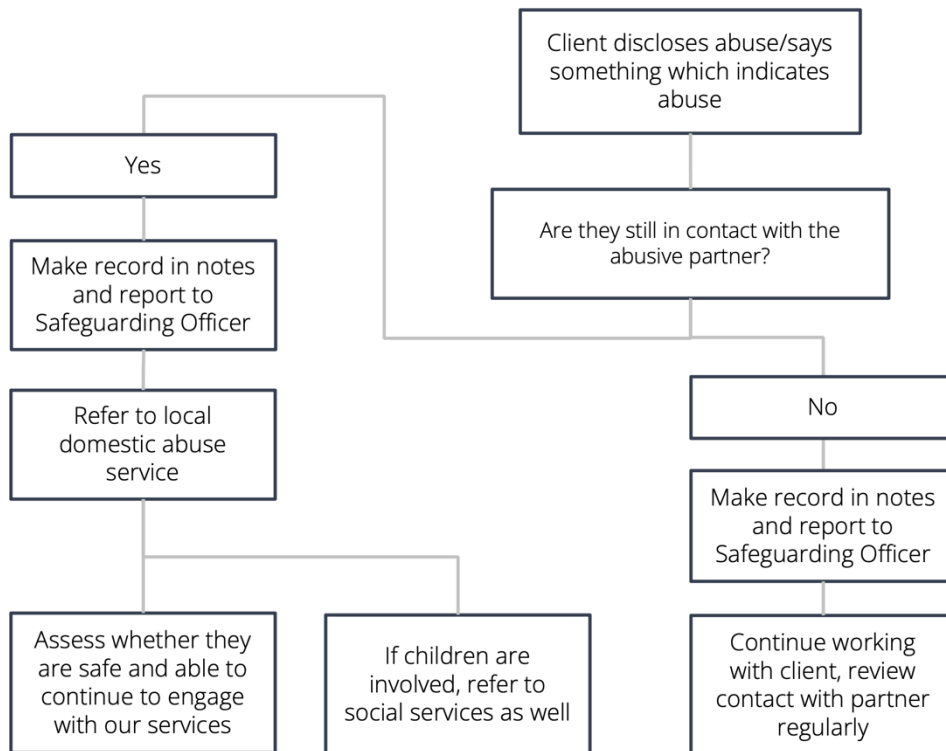 Client discloses abuse/says
something which indicates
abuse
Are they still in contact with the
abusive partner?
Yes
Make record in notes
and report to
Safeguarding Officer
Refer to local
domestic abuse
service
Assess whether they
are safe and able to
continue to engage
with our services
If children are
involved, refer to
social services as well
No
Make record in notes
and report to
Safeguarding Officer
Continue working
with client, review
contact with partner
regularly